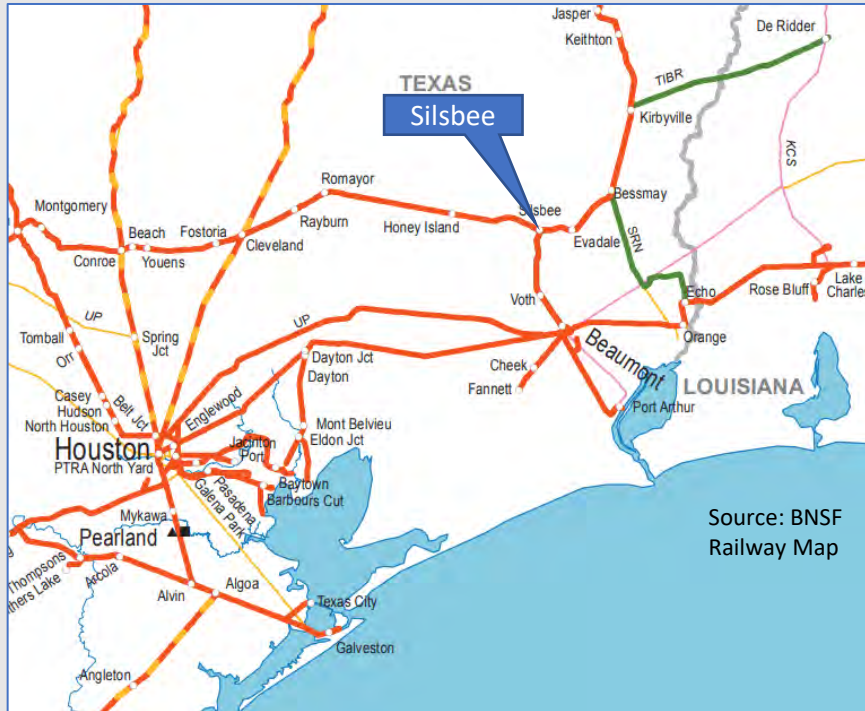 Jasper
Keithton
De Ridder
TEXAS
TIBR
Silsbee
Kirbyville
KCS
Romayor
Montgomery
Bessmay
Rayburn
Silsbee
Beach
Fostoria
Honey Island
Evadale
SRN
Conroe
Youens
Cleveland
Voth
Echo
Rose Bluff
Lake
Charles
UP
UP
Tomball
Spring
Jct
Orr
Orange
Beaumont
Dayton Jct
Dayton
Cheek
Fannett
LOUISIANA
Casey
Hudson
North Houston
Belt Jct
Englewood
Port Arthur
Mont Belvieu
Eldon Jct
Houston
PTRA North Yard
Jacinton
Port
Pasadena
Galena Park
Baytown
Barbours Cut
Mykawa
Pearland
Source: BNSF
Railway Map
Thompsons
thers Lake
Arcola
Alvin
Algoa
Texas City
Galveston
Angleton